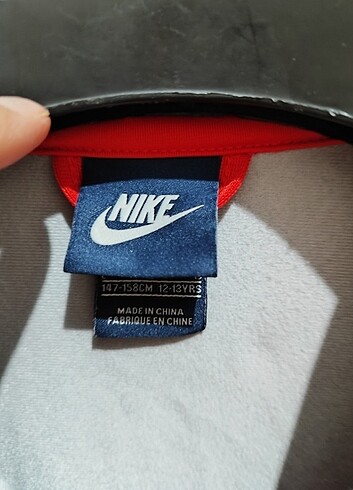 NIKE
147-158CM 12-13YRS
MADE IN CHINA
FABRIQUE EN CHINE